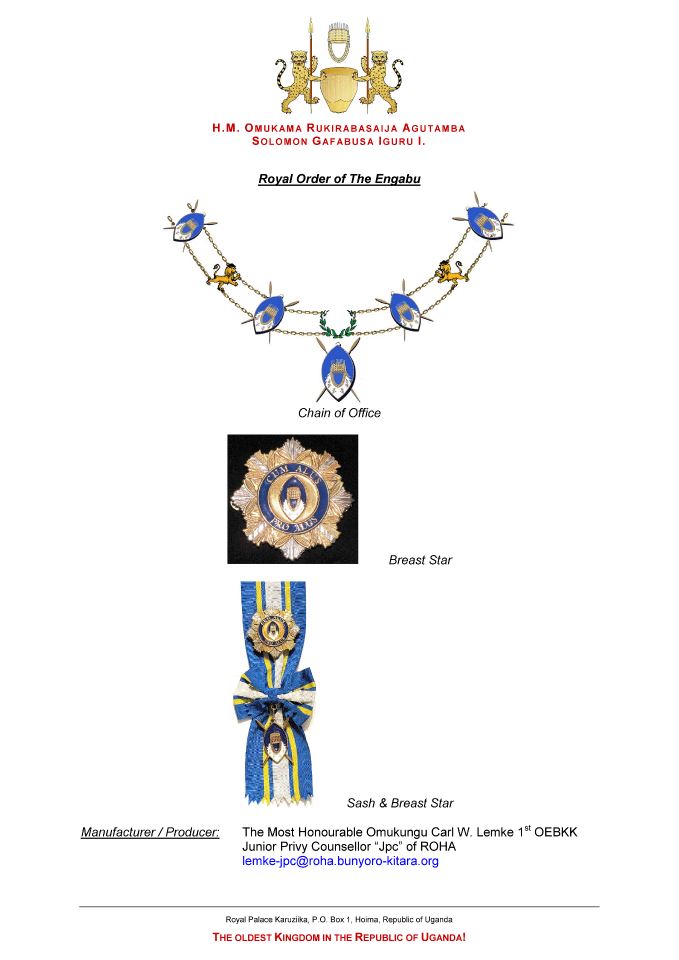 H.M. OMUKAMA RUKIRABASAIJA AGUTAMBA
SOLOMON GAFABUSA IGURU I.
Royal Order of The Engabu
Chain of Office
CUM ALIIS
PRO
Breast Star
Sash & Breast Star
Manufacturer / Producer: The Most Honourable Omukungu Carl W. Lemke 1st OEBKK
Junior Privy Counsellor “Jpc” of ROHA
lemke-jpc@roha.bunyoro-kitara.org
Royal Palace Karuziika, P.O. Box 1, Hoima, Republic of Uganda
THE OLDEST KINGDOM IN THE REPUBLIC OF UGANDA!